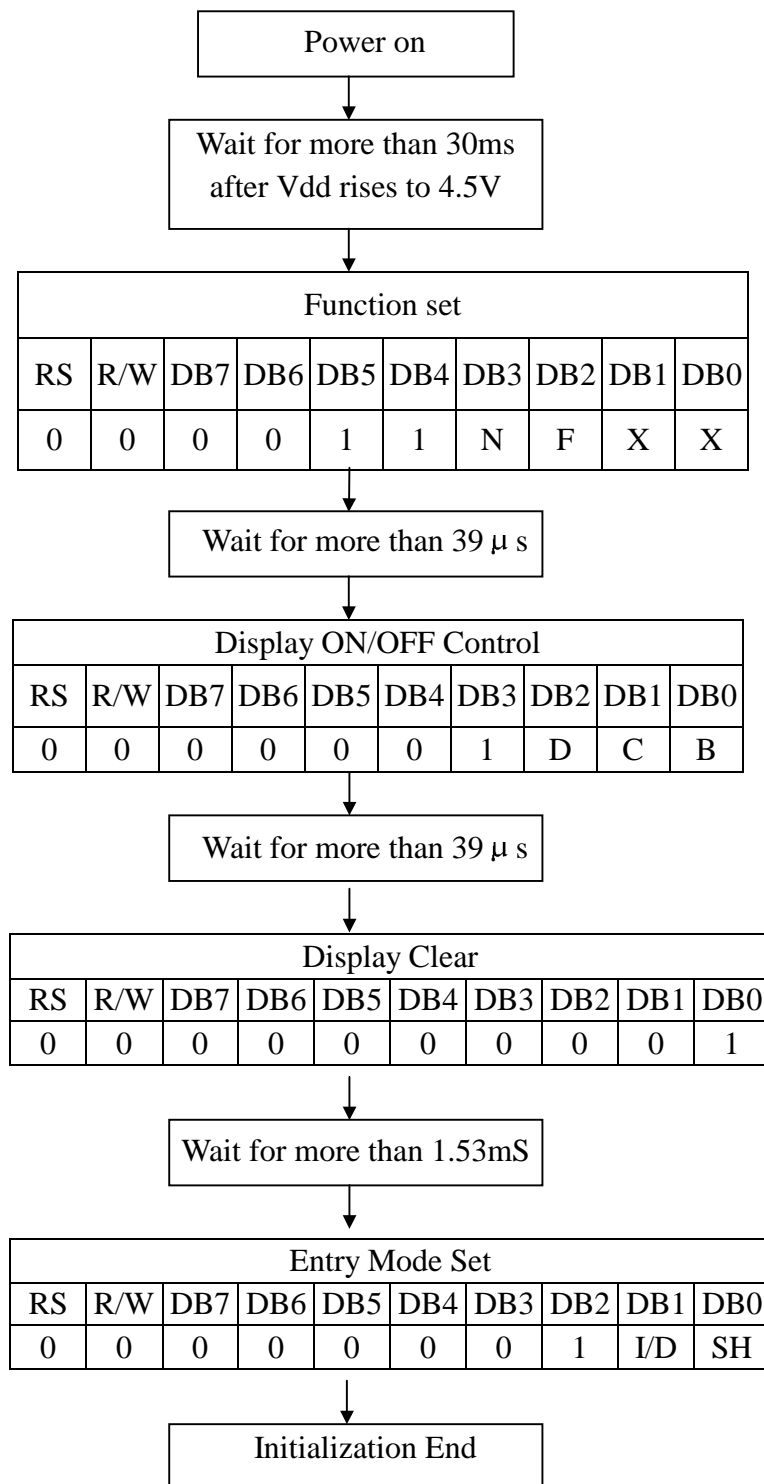 Power on
Wait for more than 30ms
after Vdd rises to 4.5V
Function set
RS R/W DB7 DB6 DB5 DB4 DB3 DB2 DB1 DB0
0 0 0 0 1 1 N F X X
Wait for more than 39μs
Display ON/OFF Control
RS R/W DB7 DB6 DB5 DB4 DB3 DB2 DB1 DB0
0 0 0 0 0 0 1 D C B
Wait for more than 39μs
Display Clear
RS R/W DB7 DB6 DB5 DB4 DB3 DB2 DB1 DB0
0 0 0 0 0 0 0 0 0 1
Wait for more than 1.53mS
Entry Mode Set
RS R/W DB7 DB6 DB5 DB4 DB3 DB2 DB1 DB0
0 0 0 0 0 0 0 1 I/D SH
Initialization End